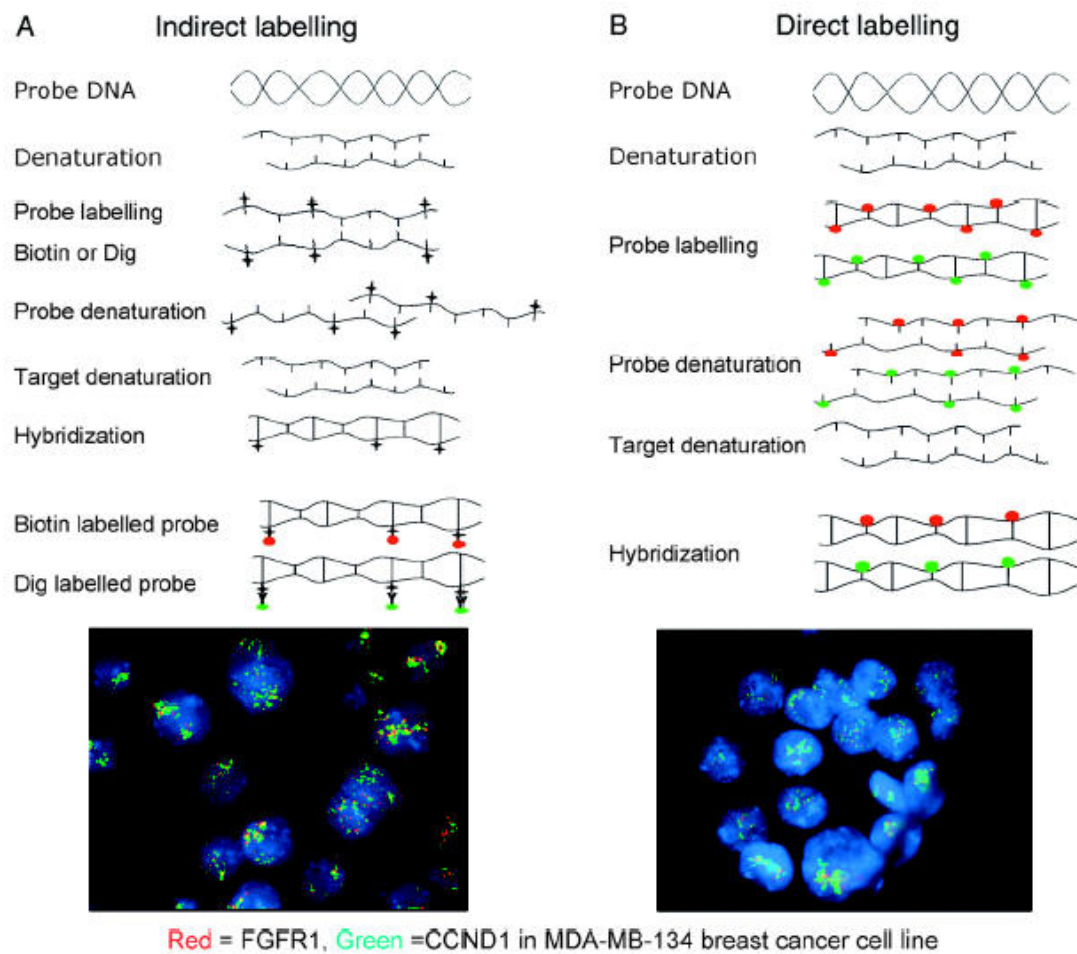 A Indirect labelling
Probe DNA
Denaturation
Probe labelling
Biotin or Dig
Probe denaturation
Target denaturation
Hybridization
Biotin labelled probe
Dig labelled probe
B Direct labelling
Probe DNA
Denaturation
Probe labelling
Probe denaturation
Target denaturation
Hybridization
Red = FGFR1, Green =CCND1 in MDA-MB-134 breast cancer cell line